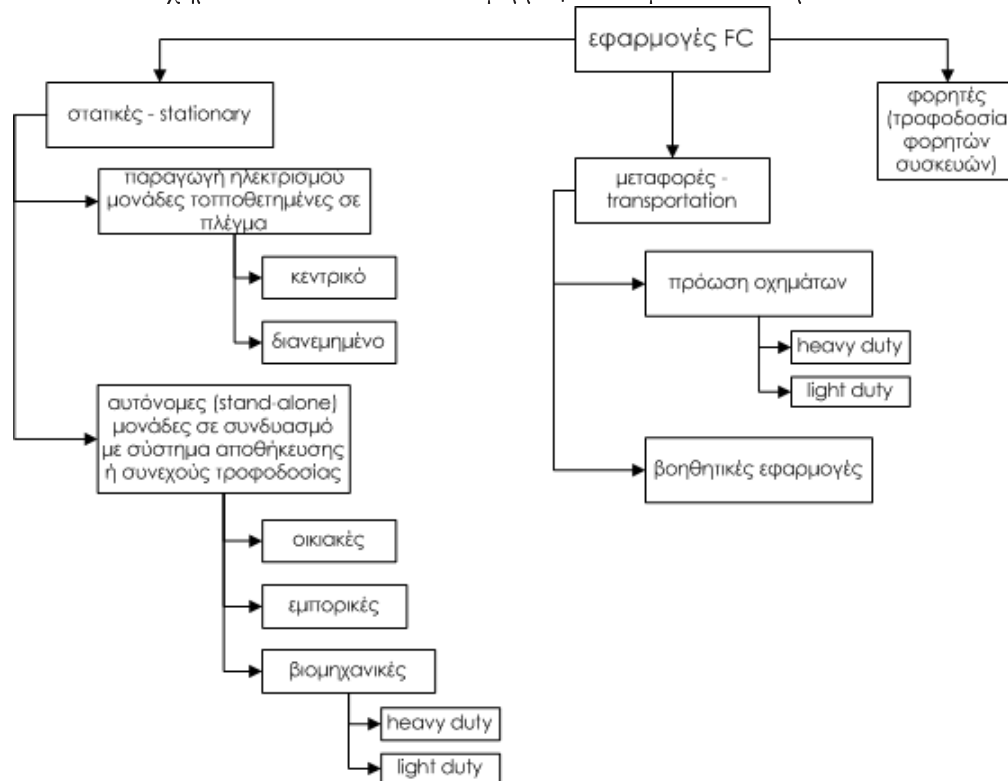 εφαρμογές FC
στατικές - stationary
παραγωγή ηλεκτρισμού
μονάδες τοπποθετημένες σε
πλέγμα
κεντρικό
διανεμημένο
αυτόνομες (stand-alone)
μονάδες σε συνδυασμό
με σύστημα αποθήκευσης
ή συνεχούς τροφοδοσίας
οικιακές
εμπορικές
βιομηχανικές
heavy duty
light duty
μεταφορές -
transportation
πρόωση οχημάτων
heavy duty
light duty
βοηθητικές εφαρμογές
φορητές
(τροφοδοσία
φορητών
συσκευών)